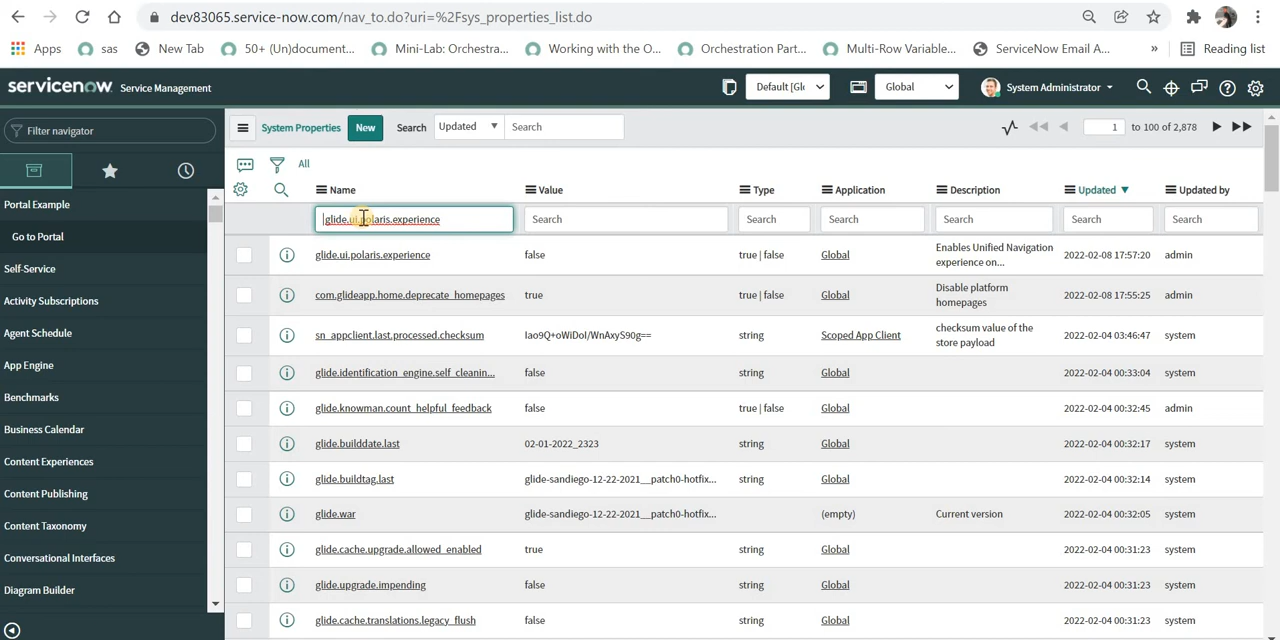 dev83065.service-now.com/nav_to.do?uri=%2Fsys_properties_list.do
Apps sas New Tab 50+ (Un)document... Mini-Lab: Orchestra... Working with the O... Orchestration Part... Multi-Row Variable... ServiceNow Email A... » Reading list
servicenow Service Management Default [Gl Global System Administrator
Filter navigator System Properties New Search Updated Search 1 to 100 of 2,878
All
Name Value Type Application Description Updated Updated by
glide.ui.polaris.experience Search Search Search Search Search Search
Portal Example
Go to Portal
Self-Service
Activity Subscriptions
Agent Schedule
App Engine
Benchmarks
Business Calendar
Content Experiences
Content Publishing
Content Taxonomy
Conversational Interfaces
Diagram Builder
glide.ui.polaris.experience false true | false Global Enables Unified Navigation experience on... 2022-02-08 17:57:20 admin
com.glideapp.home.deprecate_homepages true true | false Global Disable platform homepages 2022-02-08 17:55:25 admin
sn_appclient.last.processed.checksum Iao9Q+oWiDoI/WnAxyS90g== string Scoped App Client checksum value of the store payload 2022-02-04 03:46:47 system
glide.identification_engine.self_cleanin... false string Global 2022-02-04 00:33:04 system
glide.knowman.count_helpful_feedback false true | false Global 2022-02-04 00:32:45 admin
glide.builddate.last 02-01-2022_2323 string Global 2022-02-04 00:32:17 system
glide.buildtag.last glide-sandiego-12-22-2021__patch0-hotfix... string Global 2022-02-04 00:32:14 system
glide.war glide-sandiego-12-22-2021__patch0-hotfix... (empty) Current version 2022-02-04 00:32:05 system
glide.cache.upgrade.allowed_enabled true string Global 2022-02-04 00:31:23 system
glide.upgrade.impending false string Global 2022-02-04 00:31:23 system
glide.cache.translations.legacy_flush false string Global 2022-02-04 00:31:23 system